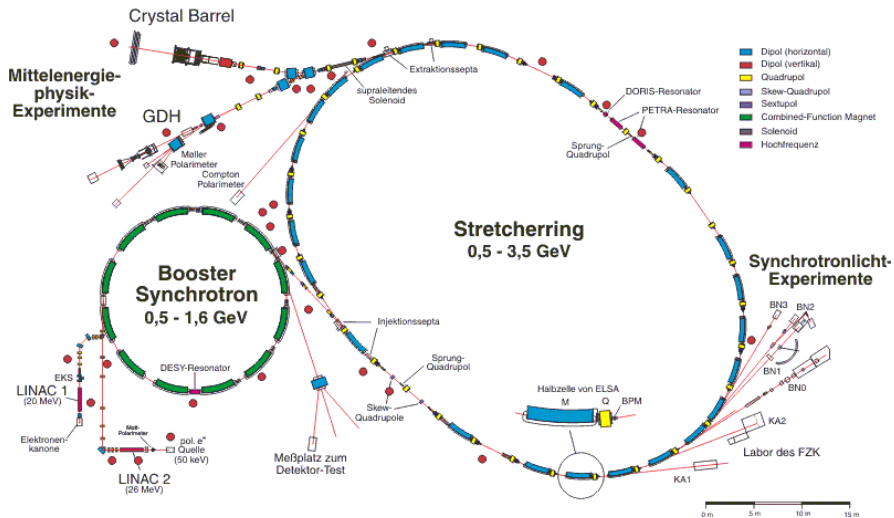 Crystal Barrel
Mittelenergie-
physik-
Experimente
GDH
Møller
Polarimeter
Compton
Polarimeter
supraleitendes
Solenoid
Extraktionssepta
DORIS-Resonator
PETRA-Resonator
Sprung-
Quadrupol
Dipol (horizontal)
Dipol (vertikal)
Quadrupol
Skew-Quadrupol
Sextupol
Combined-Function Magnet
Solenoid
Hochfrequenz
Stretcherring
0,5 - 3,5 GeV
Booster
Synchrotron
0,5 - 1,6 GeV
DESY-Resonator
Synchrotronlicht-
Experimente
BN3
BN2
BN1
BN0
KA2
KA1
Labor des FZK
Injektionssepta
Sprung-
Quadrupol
Skew-
Quadrupole
Halbzelle von ELSA
M
Q
BPM
Meßplatz zum
Detektor-Test
EKS
LINAC 1
(20 MeV)
Elektronen-
kanone
Mott-
Polarimeter
pol. e⁻
Quelle
(50 keV)
LINAC 2
(26 MeV)
0 m
5 m
10 m
15 m